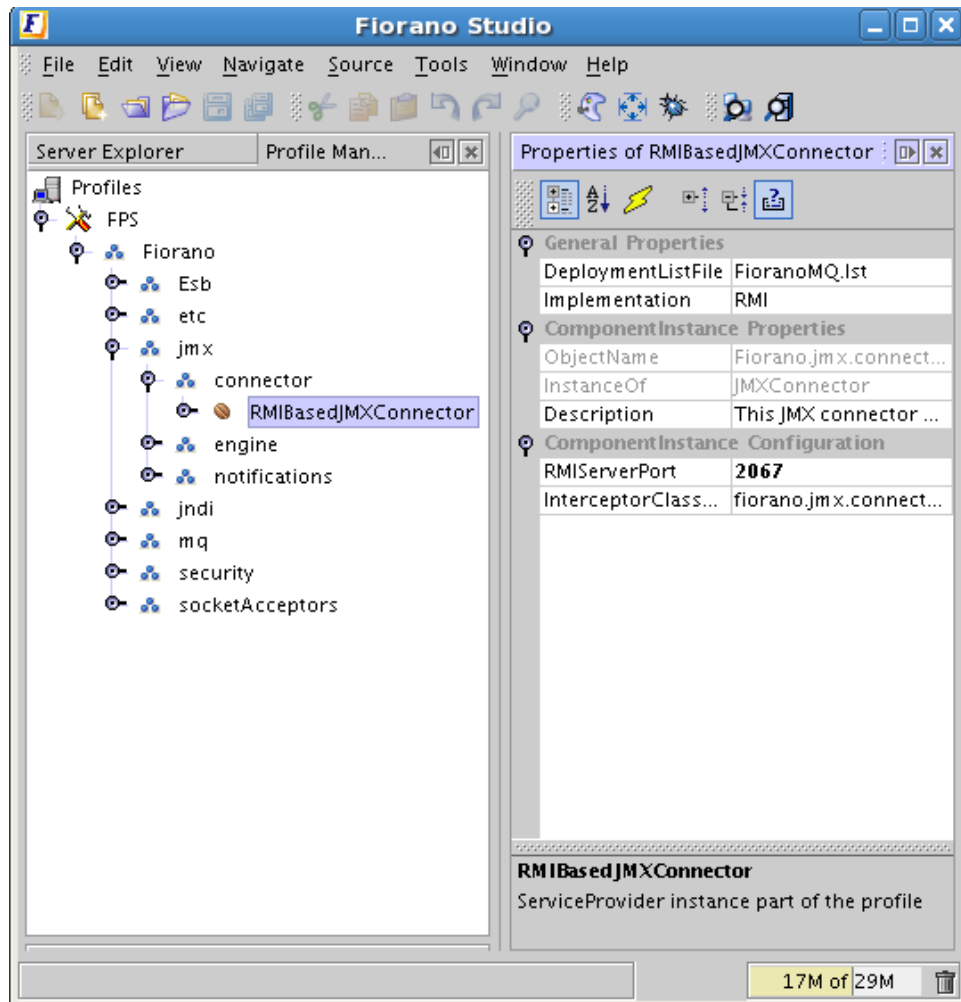 Fiorano Studio
File Edit View Navigate Source Tools Window Help
Server Explorer Profile Man...
Profiles
FPS
Fiorano
Esb
etc
jmx
connector
RMIBasedJMXConnector
engine
notifications
jndi
mq
security
socketAcceptors
Properties of RMIBasedJMXConnector
General Properties
DeploymentListFile FioranoMQ.lst
Implementation RMI
ComponentInstance Properties
ObjectName Fiorano.jmx.connect...
InstanceOf JMXConnector
Description This JMX connector ...
ComponentInstance Configuration
RMIServerPort 2067
InterceptorClass... fiorano.jmx.connect...
RMIBasedJMXConnector
ServiceProvider instance part of the profile
17M of 29M